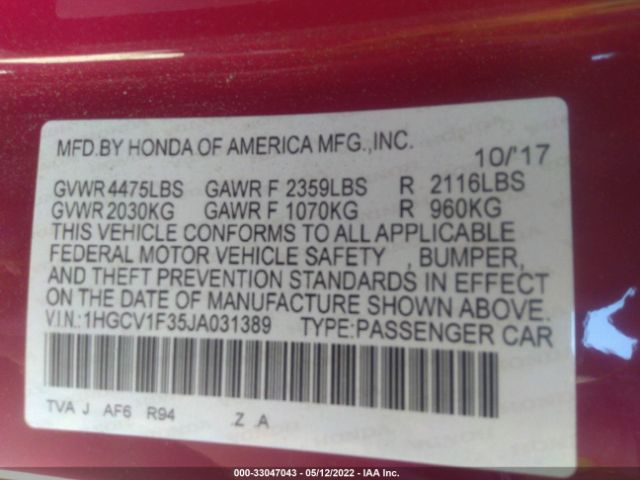 MFD.BY HONDA OF AMERICA MFG.,INC. 10/'17
GVWR 4475LBS GAWR F 2359LBS R 2116LBS
GVWR 2030KG GAWR F 1070KG R 960KG
THIS VEHICLE CONFORMS TO ALL APPLICABLE
FEDERAL MOTOR VEHICLE SAFETY , BUMPER,
AND THEFT PREVENTION STANDARDS IN EFFECT
ON THE DATE OF MANUFACTURE SHOWN ABOVE.
V.I.N.:1HGCV1F35JA031389 TYPE:PASSENGER CAR
TVA J AF6 R94 .Z .A
000-33047043 - 05/12/2022 - IAA Inc.